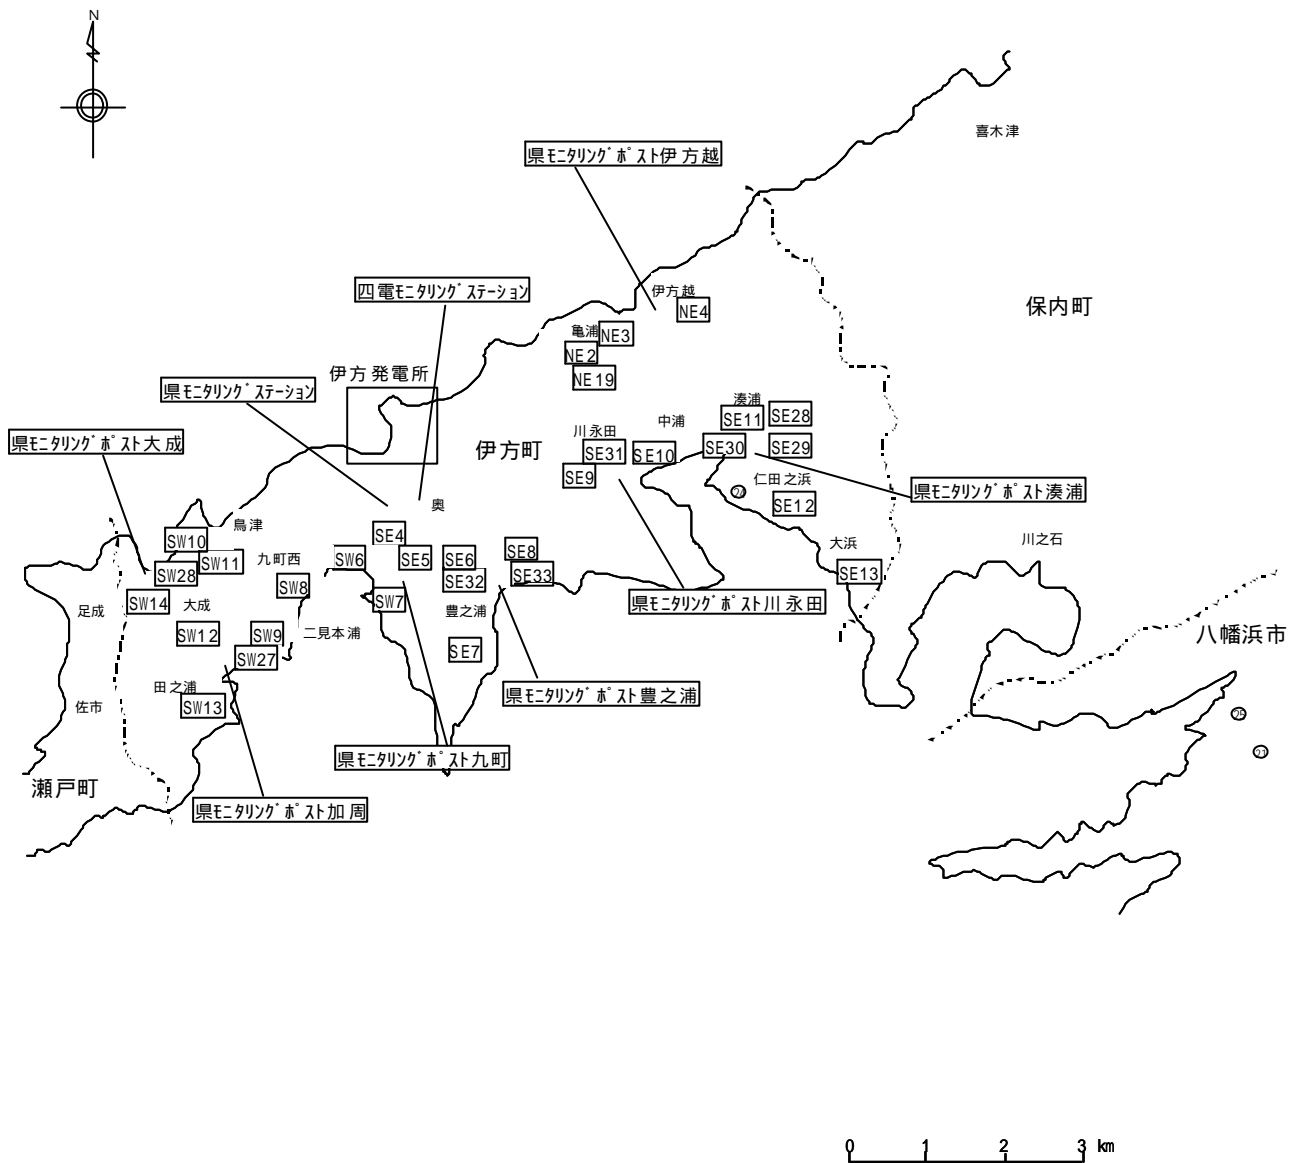 N
喜木津
県モニタリングポスト伊方越
伊方越
四電モニタリングステーション
NE4
保内町
亀浦
NE3
NE2
伊方発電所
NE19
県モニタリングステーション
湊浦
SE28
SE11
中浦
県モニタリングポスト大成
川永田
伊方町
SE31
SE10
SE30
SE29
SE9
仁田之浜
県モニタリングポスト湊浦
24
SE12
奥
鳥津
SE4
SW10
大浜
川之石
九町西
SW6
SE5
SE6
SE8
SW11
SW28
SE33
SE13
SE32
SW8
SW14
大成
足成
SW7
県モニタリングポスト川永田
豊之浦
SW12
SW9
二見本浦
八幡浜市
SE7
SW27
田之浦
県モニタリングポスト豊之浦
佐市
SW13
25
県モニタリングポスト九町
21
瀬戸町
県モニタリングポスト加周
0 1 2 3 km